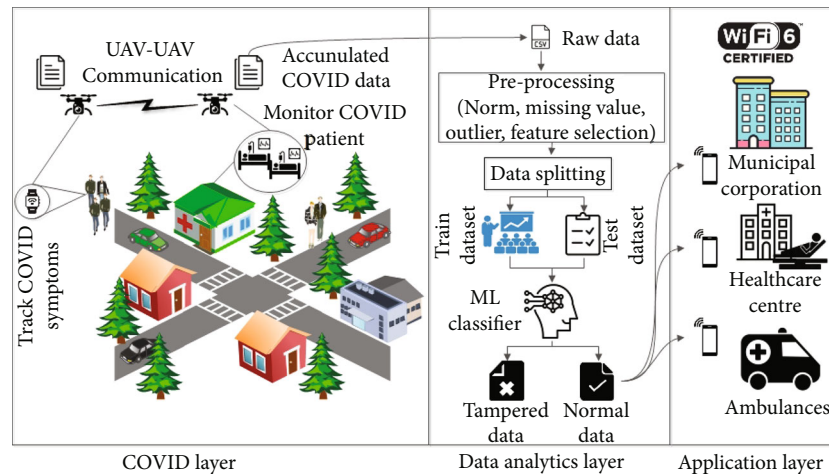 UAV-UAV
Communication
Accunulated
COVID data
Monitor COVID
patient
Track COVID
symptoms
COVID layer
CSV
Raw data
Pre-processing
(Norm, missing value,
outlier, feature selection)
Data splitting
Train
dataset
Test
dataset
ML
classifier
Tampered
data
Normal
data
Data analytics layer
Wi Fi 6
CERTIFIED
Municipal
corporation
Healthcare
centre
Ambulances
Application layer